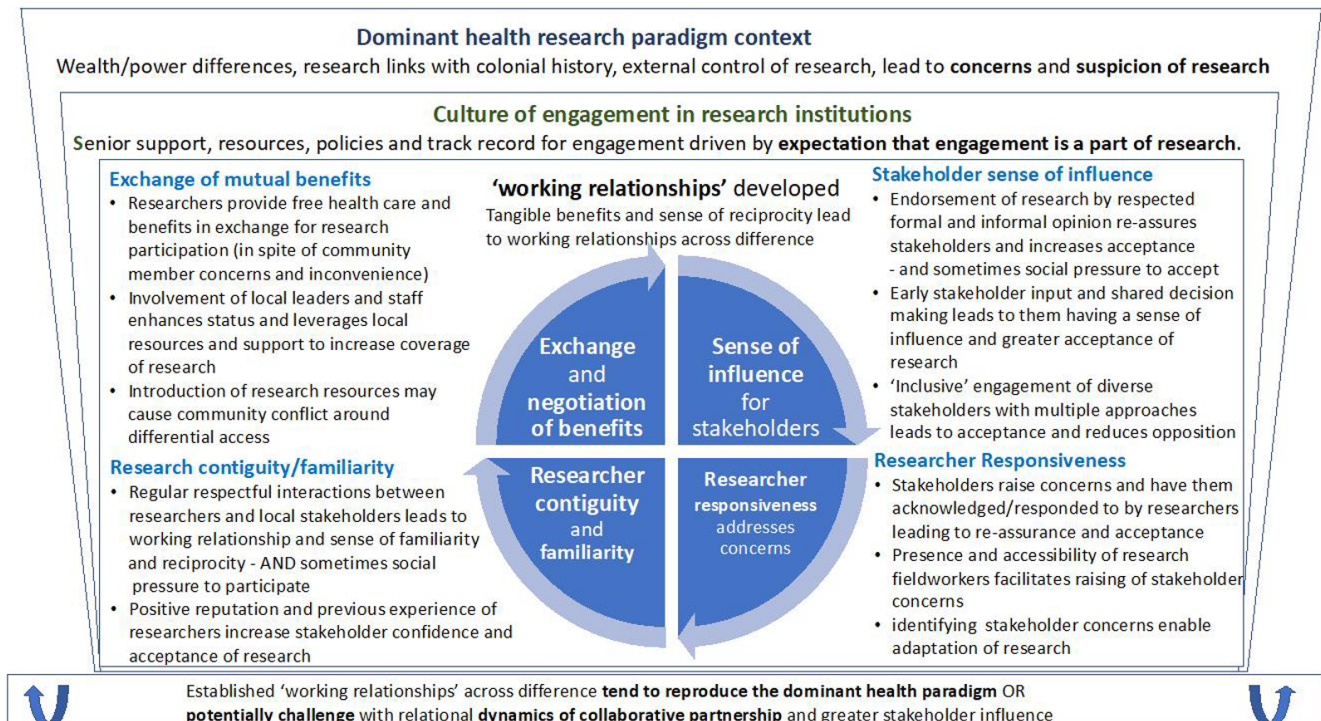 Dominant health research paradigm context
Wealth/power differences, research links with colonial history, external control of research, lead to concerns and suspicion of research
Culture of engagement in research institutions
Senior support, resources, policies and track record for engagement driven by expectation that engagement is a part of research.
Exchange of mutual benefits
• Researchers provide free health care and
benefits in exchange for research
participation (in spite of community
member concerns and inconvenience)
• Involvement of local leaders and staff
enhances status and leverages local
resources and support to increase coverage
of research
• Introduction of research resources may
cause community conflict around
differential access
'working relationships' developed
Tangible benefits and sense of reciprocity lead
to working relationships across difference
Stakeholder sense of influence
• Endorsement of research by respected
formal and informal opinion re-assures
stakeholders and increases acceptance
- and sometimes social pressure to accept
• Early stakeholder input and shared decision
making leads to them having a sense of
influence and greater acceptance of
research
• 'Inclusive' engagement of diverse
stakeholders with multiple approaches
leads to acceptance and reduces opposition
Exchange
and
negotiation
of benefits
Sense of
influence
for
stakeholders
Research contiguity/familiarity
• Regular respectful interactions between
researchers and local stakeholders leads to
working relationship and sense of familiarity
and reciprocity - AND sometimes social
pressure to participate
• Positive reputation and previous experience of
researchers increase stakeholder confidence and
acceptance of research
Researcher
contiguity
and
familiarity
Researcher
responsiveness
addresses
concerns
Researcher Responsiveness
• Stakeholders raise concerns and have them
acknowledged/responded to by researchers
leading to re-assurance and acceptance
• Presence and accessibility of research
fieldworkers facilitates raising of stakeholder
concerns
• identifying stakeholder concerns enable
adaptation of research
Established 'working relationships' across difference tend to reproduce the dominant health paradigm OR
potentially challenge with relational dynamics of collaborative partnership and greater stakeholder influence